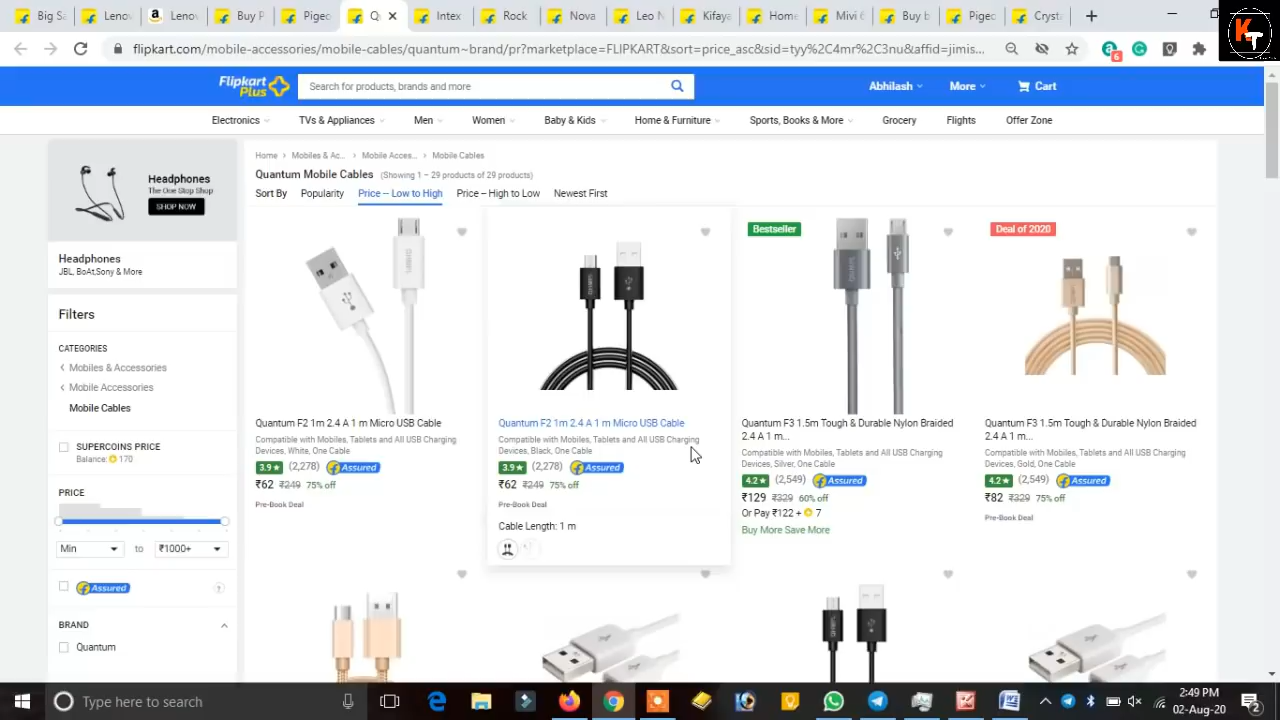 Big Sa
Leno
Lenov
Buy P
Pigeo
Qu
Intex
Rock
Nova
Leo N
Kifaya
Home
Mivi 6
Buy b
Pigeo
Cryst
KT
flipkart.com/mobile-accessories/mobile-cables/quantum~brand/pr?marketplace=FLIPKART&sort=price_asc&sid=tyy%2C4mr%2C3nu&affid=jimis...
6
Flipkart
Plus
Search for products, brands and more
Abhilash
More
Cart
Electronics
TVs & Appliances
Men
Women
Baby & Kids
Home & Furniture
Sports, Books & More
Grocery
Flights
Offer Zone
Headphones
The One Stop Shop
SHOP NOW
Headphones
JBL, BoAt,Sony & More
Filters
CATEGORIES
Mobiles & Accessories
Mobile Accessories
Mobile Cables
SUPERCOINS PRICE
Balance: 170
PRICE
Min
to
₹1000+
Assured
?
BRAND
Quantum
Home > Mobiles & Ac... > Mobile Acces... > Mobile Cables
Quantum Mobile Cables (Showing 1 – 29 products of 29 products)
Sort By Popularity Price -- Low to High Price -- High to Low Newest First
Quantum F2 1m 2.4 A 1 m Micro USB Cable
Compatible with Mobiles, Tablets and All USB Charging
Devices, White, One Cable
3.9★ (2,278) Assured
₹62 ₹249 75% off
Pre-Book Deal
Quantum F2 1m 2.4 A 1 m Micro USB Cable
Compatible with Mobiles, Tablets and All USB Charging
Devices, Black, One Cable
3.9★ (2,278) Assured
₹62 ₹249 75% off
Pre-Book Deal
Cable Length: 1 m
Bestseller
Quantum F3 1.5m Tough & Durable Nylon Braided
2.4 A 1 m...
Compatible with Mobiles, Tablets and All USB Charging
Devices, Silver, One Cable
4.2★ (2,549) Assured
₹129 ₹329 60% off
Or Pay ₹122 + 7
Buy More Save More
Deal of 2020
Quantum F3 1.5m Tough & Durable Nylon Braided
2.4 A 1 m...
Compatible with Mobiles, Tablets and All USB Charging
Devices, Gold, One Cable
4.2★ (2,549) Assured
₹82 ₹329 75% off
Pre-Book Deal
Type here to search
2:49 PM
02-Aug-20
2